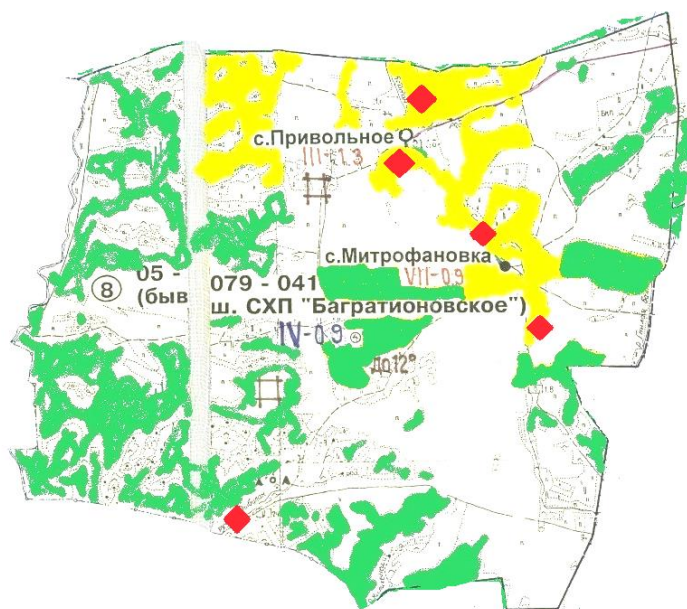 с.Привольное
III-1.3
с.Митрофановка
VII-0.9
8
05 - 079 - 041
(быв ш. СХП "Багратионовское")
IV-0.9
До12°